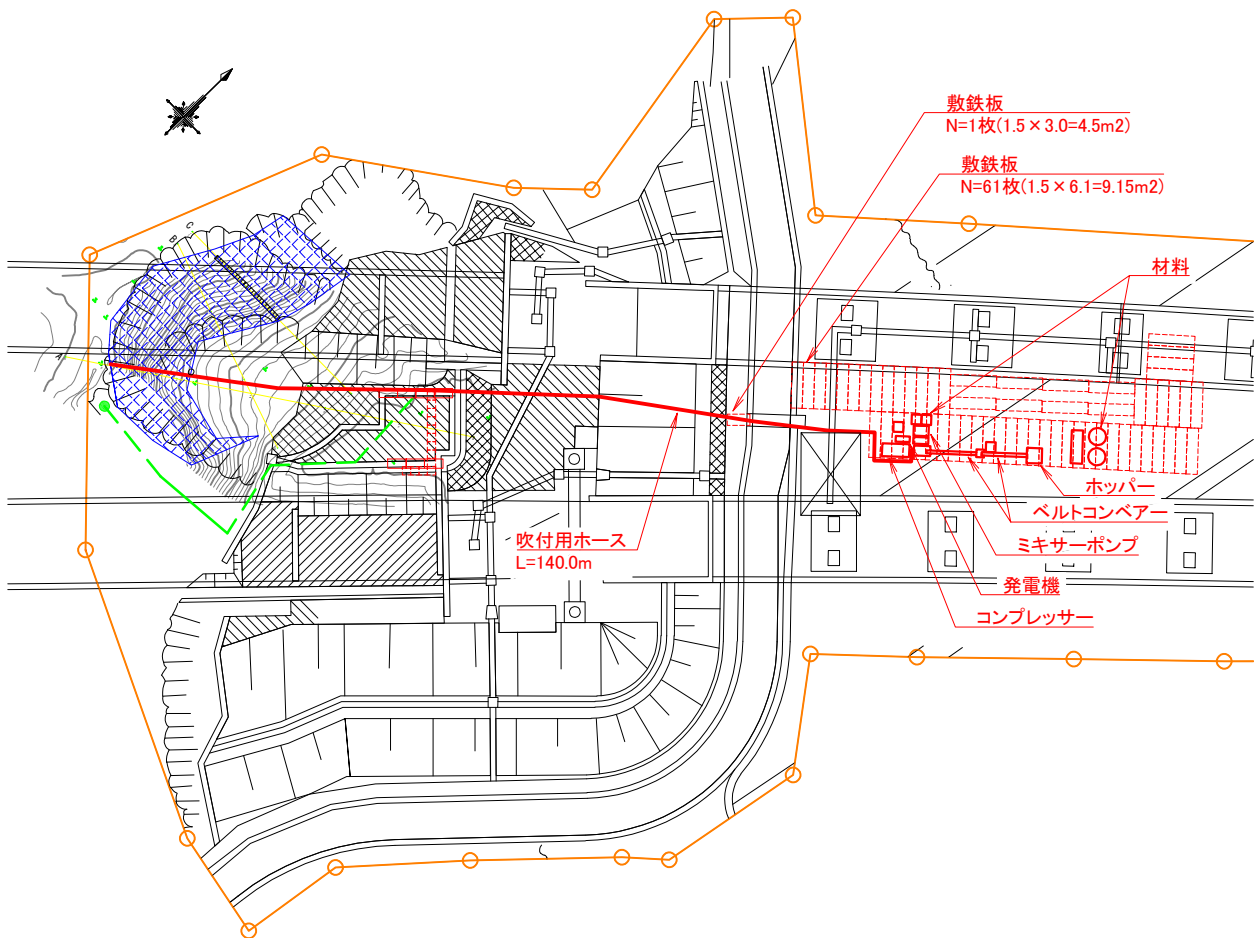 敷鉄板
N=1枚(1.5×3.0=4.5m2)
敷鉄板
N=61枚(1.5×6.1=9.15m2)
材料
C
B
A
ホッパー
ベルトコンベアー
ミキサーポンプ
吹付用ホース
L=140.0m
発電機
コンプレッサー